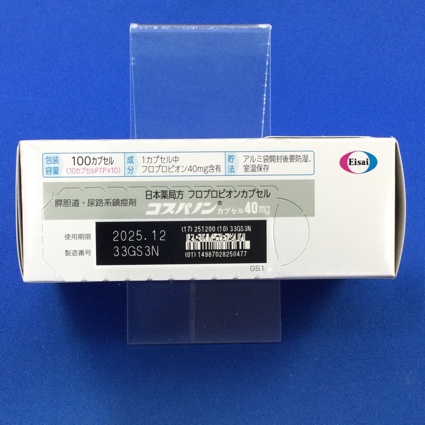 包装容量
100カプセル
(10カプセルPTP×10)
成分
1カプセル中
フロプロピオン40mg含有
貯法
アルミ袋開封後要防湿、
室温保存
Eisai
日本薬局方 フロプロピオンカプセル
膵胆道・尿路系鎮痙剤
コスパノン® カプセル40mg
使用期限 2025.12
製造番号 33GS3N
(17) 251200 (10) 33GS3N
(01) 14987028250477
GS1